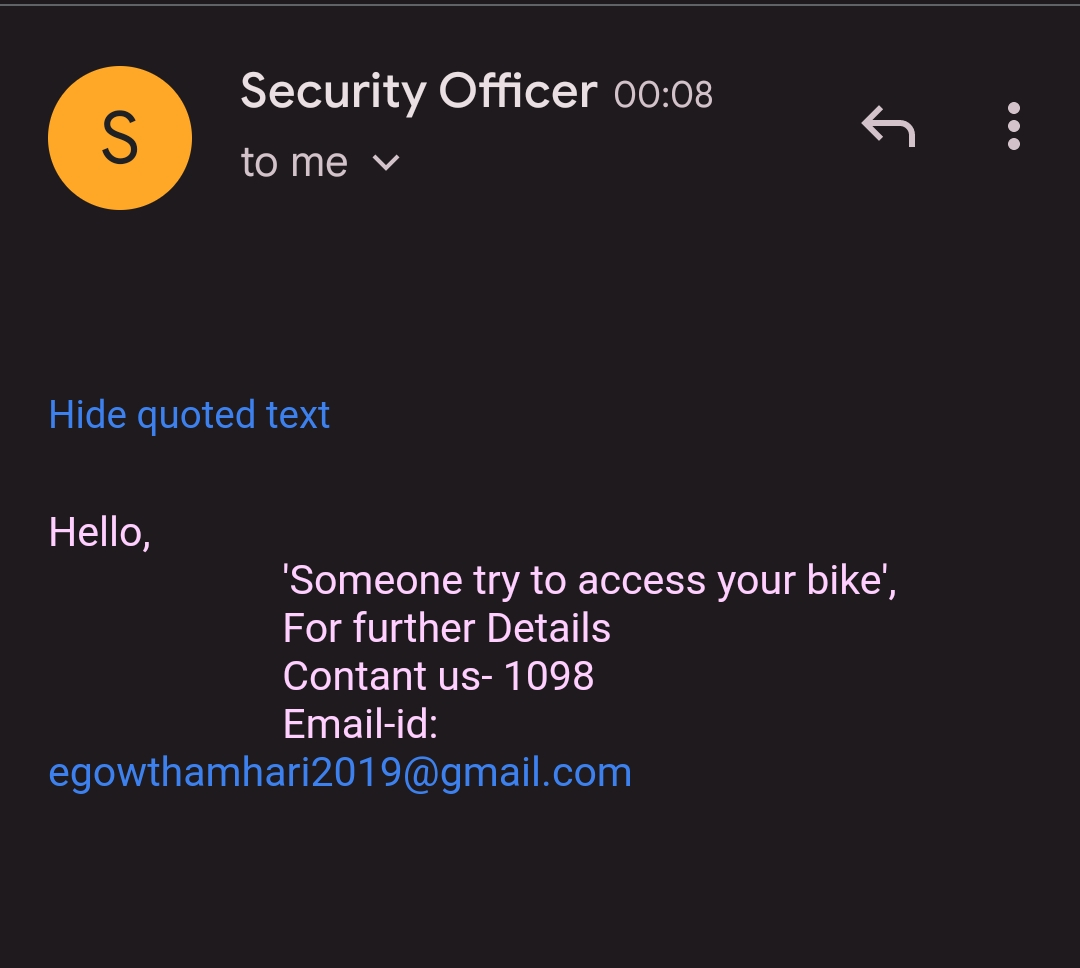 S
Security Officer 00:08
to me
Hide quoted text
Hello,
'Someone try to access your bike',
For further Details
Contant us- 1098
Email-id:
egowthamhari2019@gmail.com